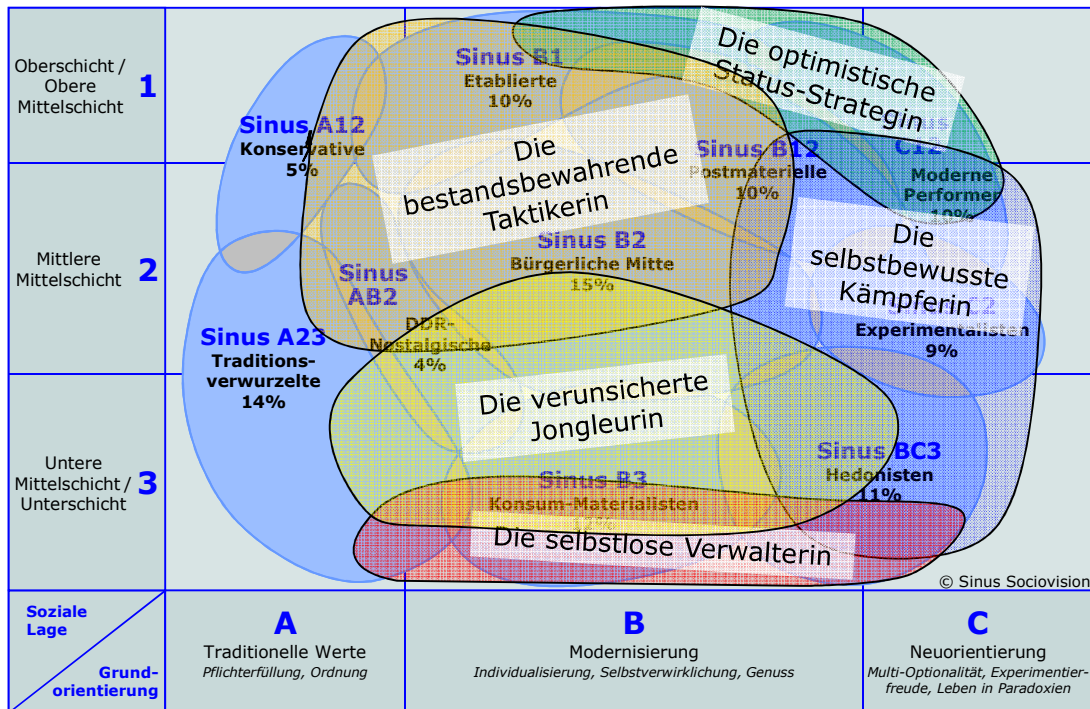 Oberschicht /
Obere
Mittelschicht
1
Mittlere
Mittelschicht
2
Untere
Mittelschicht /
Unterschicht
3
Sinus B1
Etablierte
10%
Die optimistische
Status-Strategin
Sinus A12
Konservative
5%
Die
bestandsbewahrende
Taktikerin
Sinus B12
Postmaterielle
10%
C12
Moderne
Performer
10%
Sinus B2
Bürgerliche Mitte
15%
Die
selbstbewusste
Kämpferin
Sinus
AB2
DDR-
Nostalgische
4%
Experimentalisten
9%
Sinus A23
Traditions-
verwurzelte
14%
Die verunsicherte
Jongleurin
Sinus BC3
Hedonisten
11%
Sinus B3
Konsum-Materialisten
Die selbstlose Verwalterin
© Sinus Sociovision
Soziale
Lage
Grund-
orientierung
A
Traditionelle Werte
Pflichterfüllung, Ordnung
B
Modernisierung
Individualisierung, Selbstverwirklichung, Genuss
C
Neuorientierung
Multi-Optionalität, Experimentier-
freude, Leben in Paradoxien